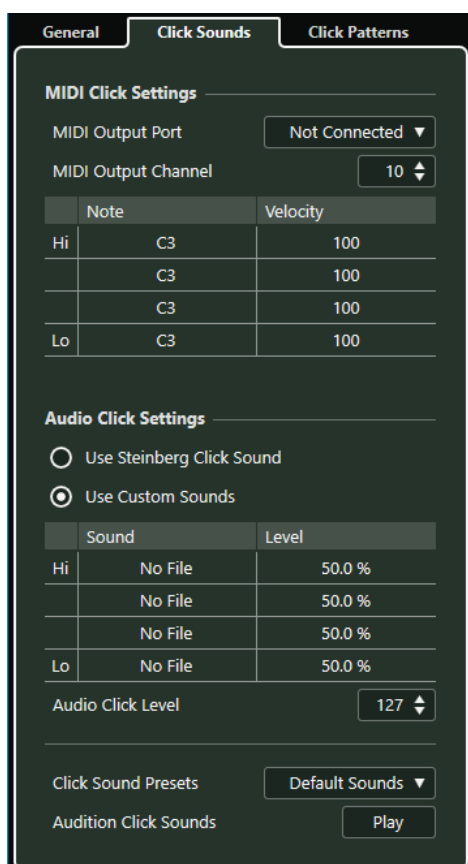 General Click Sounds Click Patterns
MIDI Click Settings
MIDI Output Port Not Connected
MIDI Output Channel 10
Note Velocity
Hi C3 100
C3 100
C3 100
Lo C3 100
Audio Click Settings
Use Steinberg Click Sound
Use Custom Sounds
Sound Level
Hi No File 50.0 %
No File 50.0 %
No File 50.0 %
Lo No File 50.0 %
Audio Click Level 127
Click Sound Presets Default Sounds
Audition Click Sounds Play